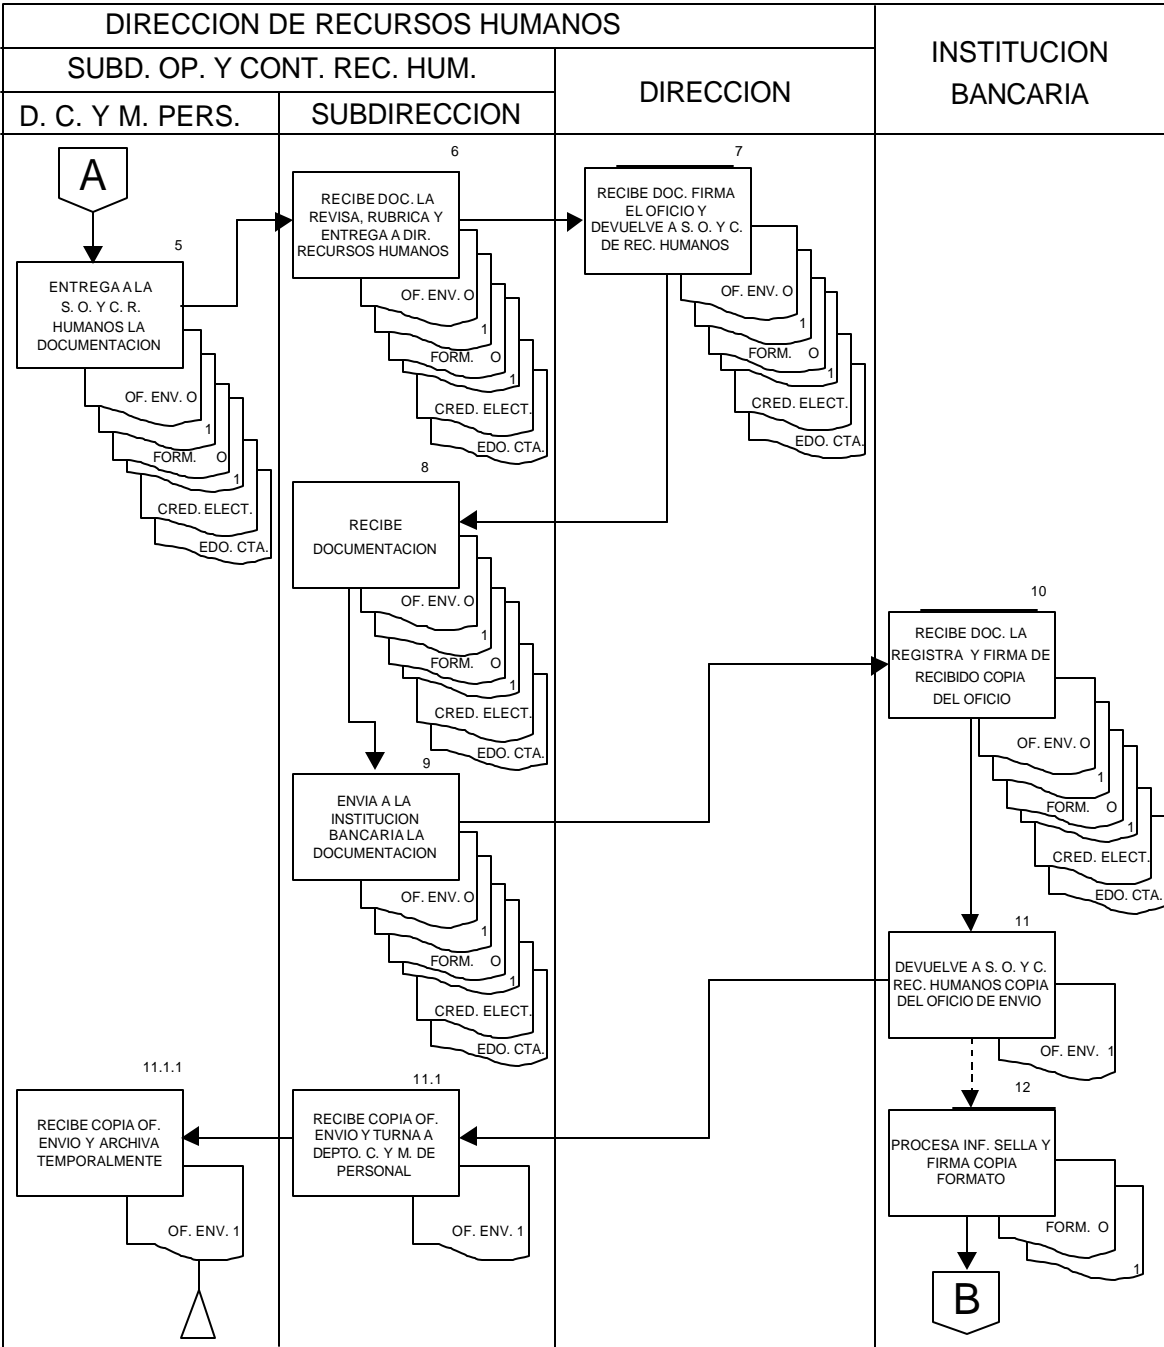 DIRECCION DE RECURSOS HUMANOS
INSTITUCION
BANCARIA
SUBD. OP. Y CONT. REC. HUM.
DIRECCION
D. C. Y M. PERS.
SUBDIRECCION
A
5
ENTREGA A LA
S. O. Y C. R.
HUMANOS LA
DOCUMENTACION
OF. ENV. O
1
FORM. O
1
CRED. ELECT.
EDO. CTA.
6
RECIBE DOC. LA
REVISA, RUBRICA Y
ENTREGA A DIR.
RECURSOS HUMANOS
OF. ENV. O
1
FORM. O
1
CRED. ELECT.
EDO. CTA.
7
RECIBE DOC. FIRMA
EL OFICIO Y
DEVUELVE A S. O. Y C.
DE REC. HUMANOS
OF. ENV. O
1
FORM. O
1
CRED. ELECT.
EDO. CTA.
8
RECIBE
DOCUMENTACION
OF. ENV. O
1
FORM. O
1
CRED. ELECT.
EDO. CTA.
9
ENVIA A LA
INSTITUCION
BANCARIA LA
DOCUMENTACION
OF. ENV. O
1
FORM. O
1
CRED. ELECT.
EDO. CTA.
10
RECIBE DOC. LA
REGISTRA Y FIRMA DE
RECIBIDO COPIA
DEL OFICIO
OF. ENV. O
1
FORM. O
1
CRED. ELECT.
EDO. CTA.
11
DEVUELVE A S. O. Y C.
REC. HUMANOS COPIA
DEL OFICIO DE ENVIO
OF. ENV. 1
11.1
RECIBE COPIA OF.
ENVIO Y TURNA A
DEPTO. C. Y M. DE
PERSONAL
OF. ENV. 1
11.1.1
RECIBE COPIA OF.
ENVIO Y ARCHIVA
TEMPORALMENTE
OF. ENV. 1
12
PROCESA INF. SELLA Y
FIRMA COPIA
FORMATO
FORM. O
1
B